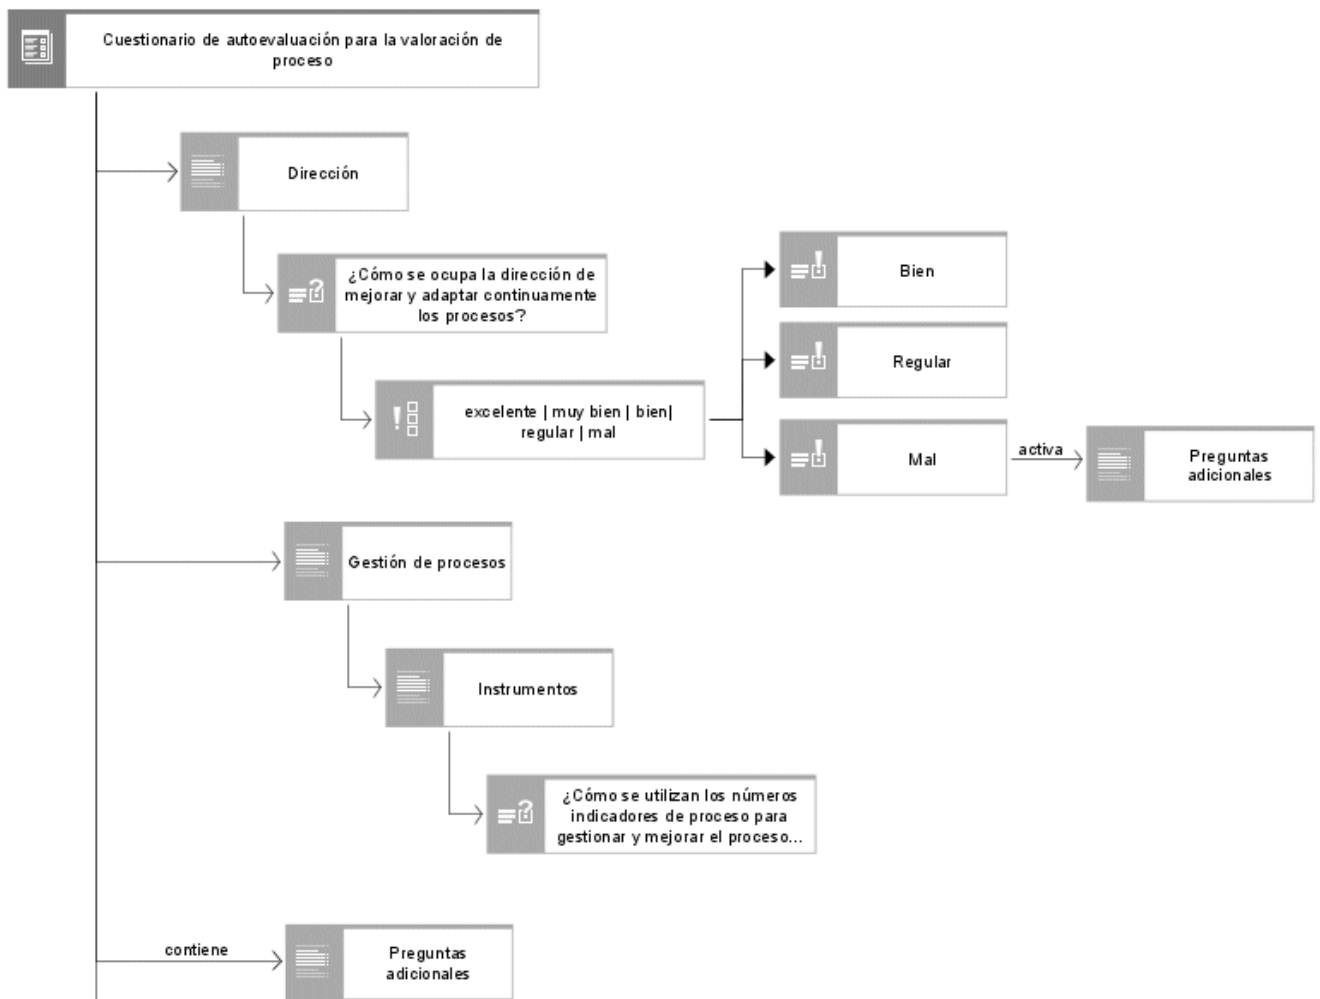 Cuestionario de autoevaluación para la valoración de
proceso
Dirección
¿Cómo se ocupa la dirección de
mejorar y adaptar continuamente
los procesos?
Bien
Regular
excelente | muy bien | bien|
regular | mal
Mal
activa
Preguntas
adicionales
Gestión de procesos
Instrumentos
¿Cómo se utilizan los números
indicadores de proceso para
gestionar y mejorar el proceso...
contiene
Preguntas
adicionales